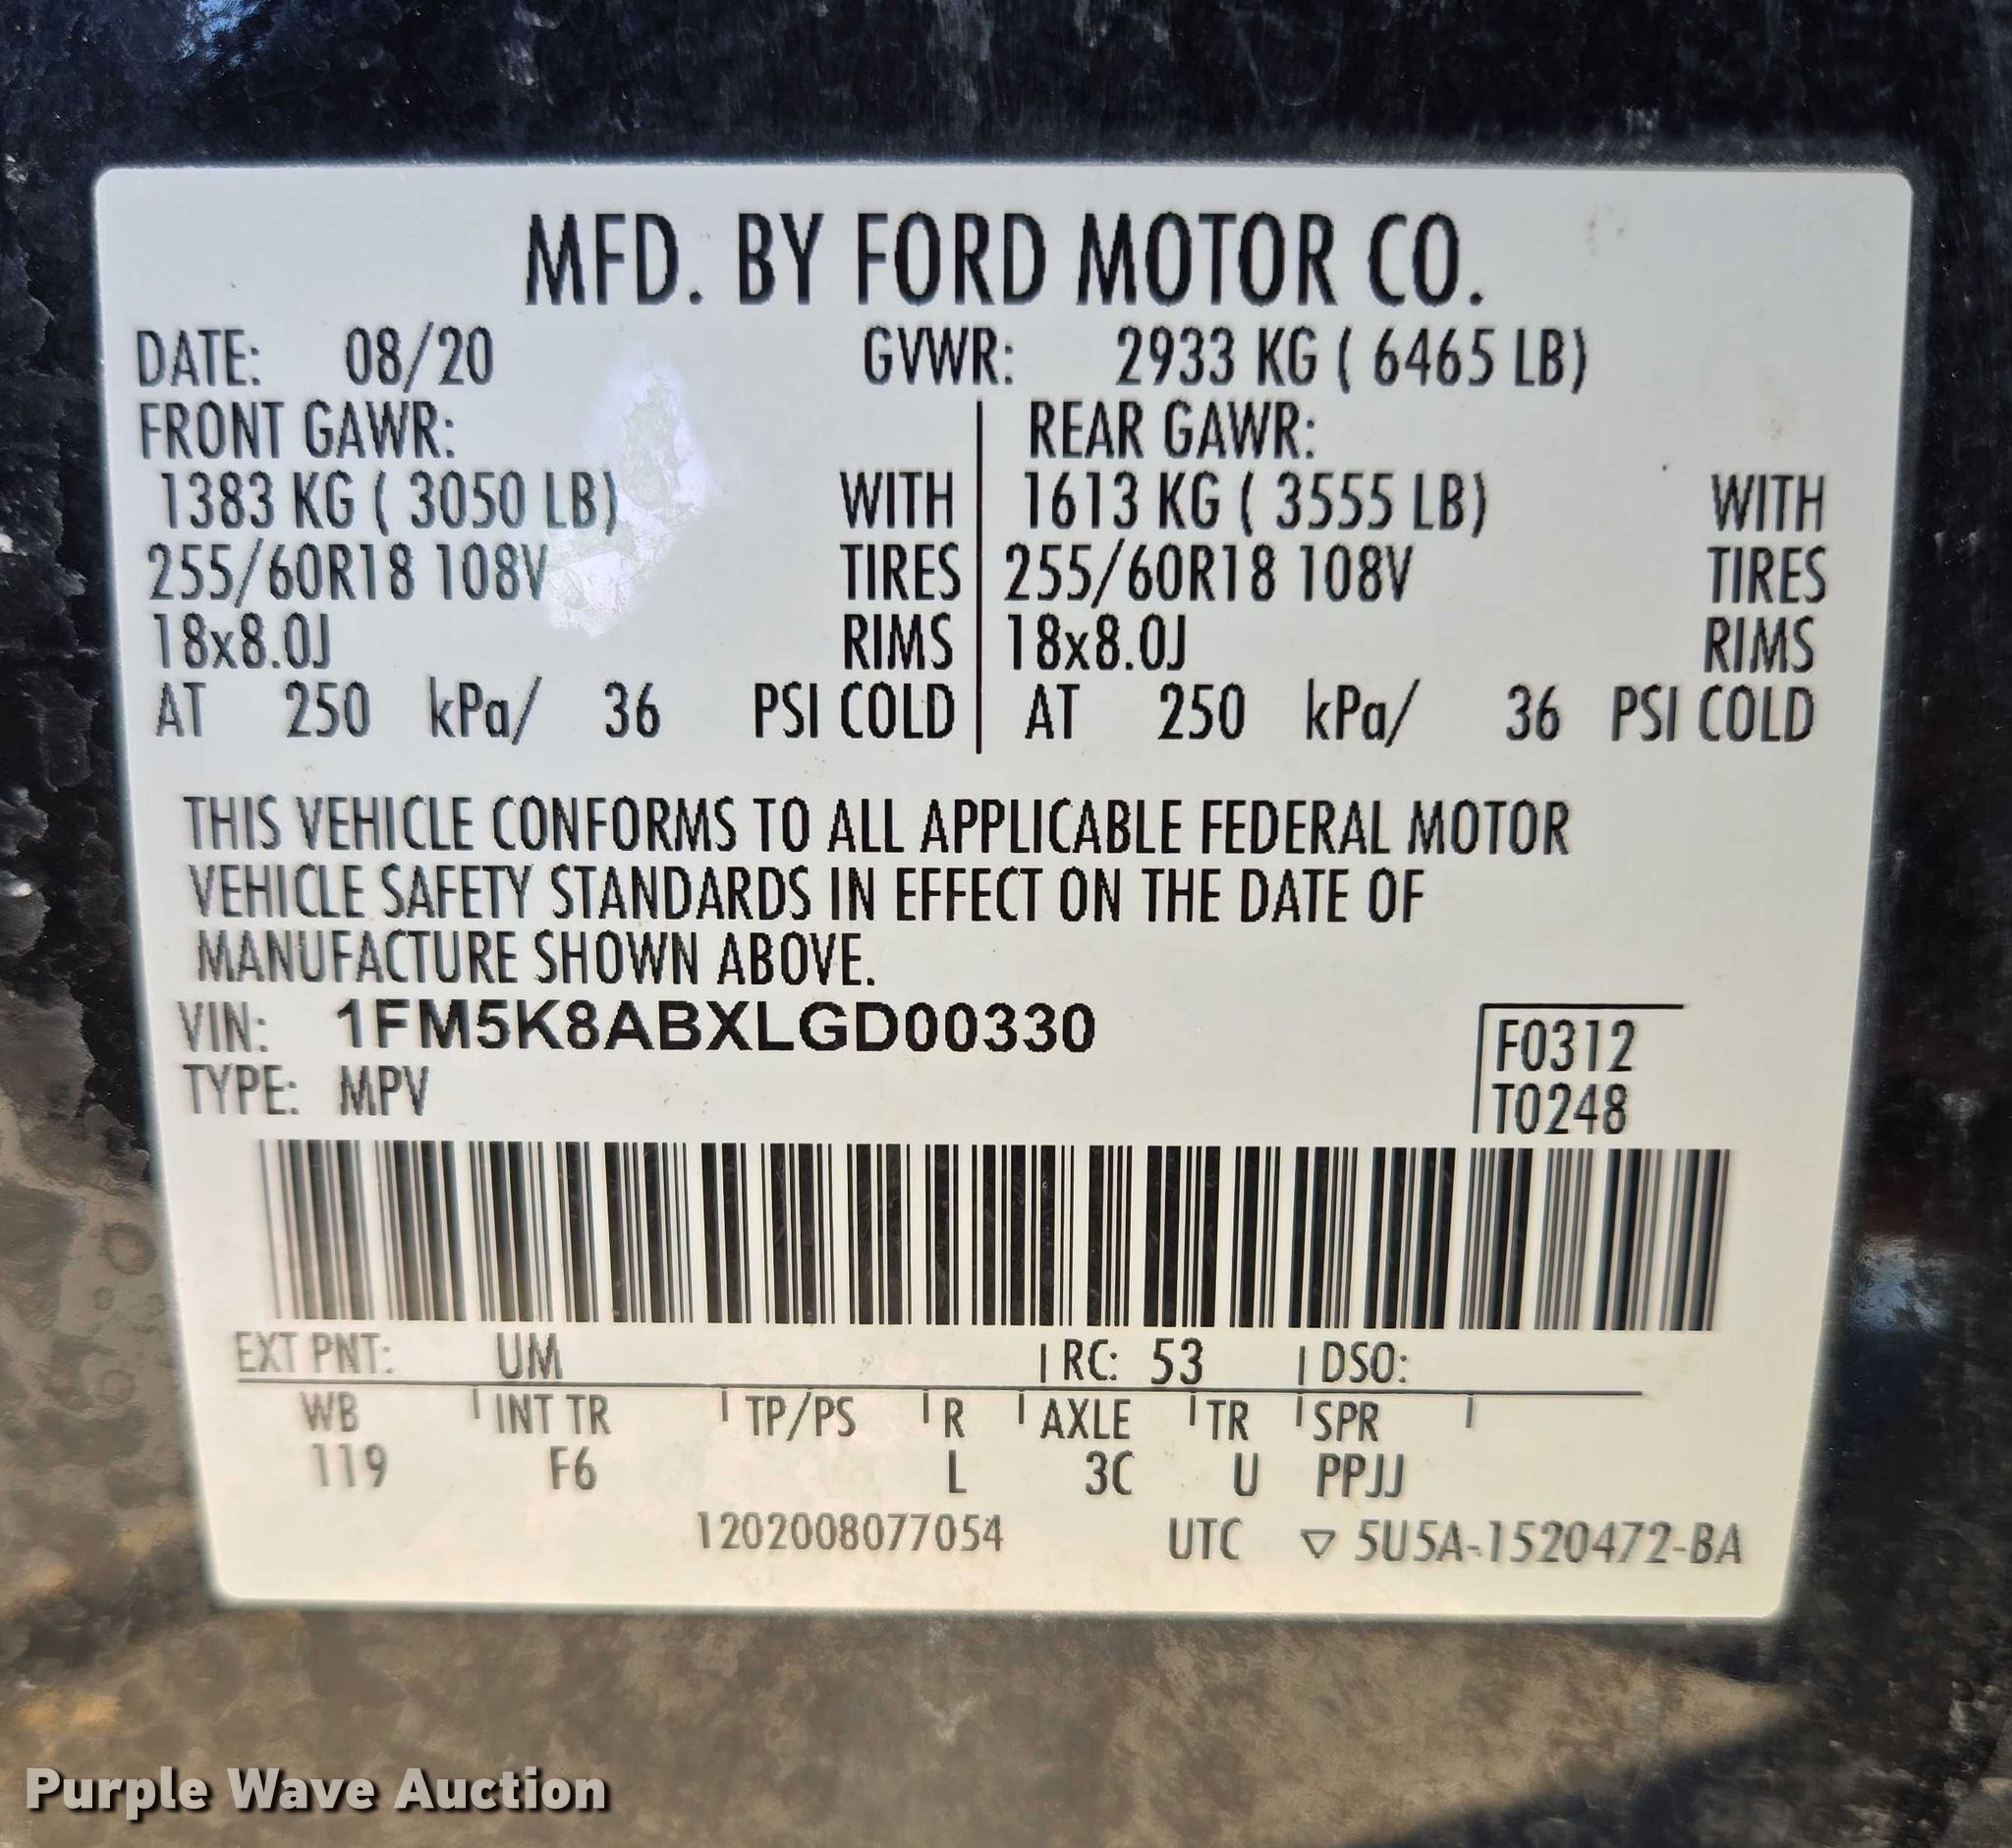 MFD. BY FORD MOTOR CO.
DATE: 08/20 GVWR: 2933 KG ( 6465 LB)
FRONT GAWR: REAR GAWR:
1383 KG ( 3050 LB) WITH 1613 KG ( 3555 LB) WITH
255/60R18 108V TIRES 255/60R18 108V TIRES
18x8.0J RIMS 18x8.0J RIMS
AT 250 kPa/ 36 PSI COLD AT 250 kPa/ 36 PSI COLD
THIS VEHICLE CONFORMS TO ALL APPLICABLE FEDERAL MOTOR
VEHICLE SAFETY STANDARDS IN EFFECT ON THE DATE OF
MANUFACTURE SHOWN ABOVE.
VIN: 1FM5K8ABXLGD00330 F0312
TYPE: MPV T0248
EXT PNT: UM RC: 53 DSO:
WB INT TR TP/PS R AXLE TR SPR
119 F6 L 3C U PPJJ
1202008077054 UTC ▽ 5U5A-1520472-BA
Purple Wave Auction